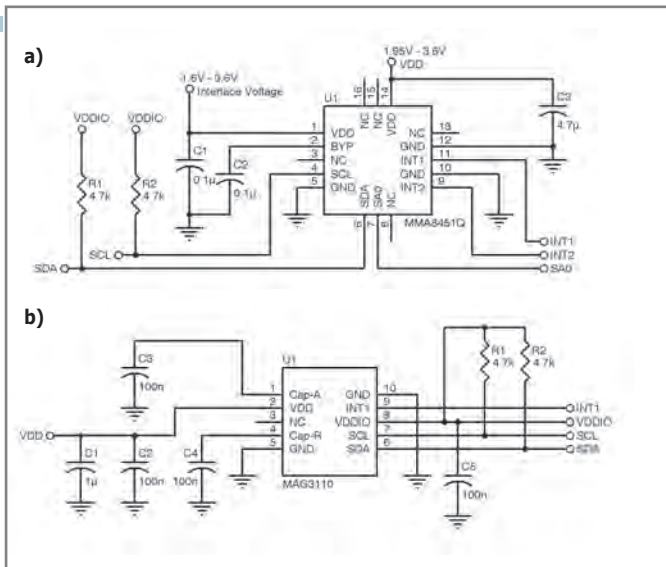 a)
1.95V - 3.6V
VDD
1.6V - 3.6V
Interface Voltage
VDDIO
VDDIO
U1
16
15
14
NC
NC
VDD
1
VDD
2
BYP
3
NC
4
SCL
5
GND
NC
13
GND
12
INT1
11
GND
10
INT2
9
SDA
SA0
NC
6
7
8
MMA8451Q
C1
0.1µ
C2
0.1µ
C3
4.7µ
R1
4.7k
R2
4.7k
SCL
SDA
INT1
INT2
SA0
b)
C3
100n
U1
1
Cap-A
2
VDD
3
NC
4
Cap-R
5
GND
GND
10
INT1
9
VDDIO
8
SCL
7
SDA
6
MAG3110
R1
4.7k
R2
4.7k
VDD
C1
1µ
C2
100n
C4
100n
C5
100n
INT1
VDDIO
SCL
SDA